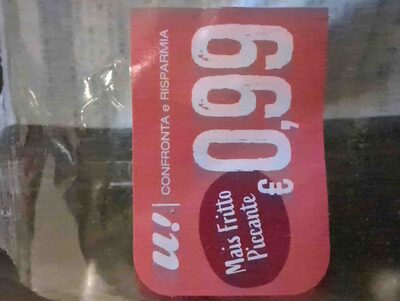 u! CONFRONTA e RISPARMIA
€0,99
Mais Fritto
Piccante